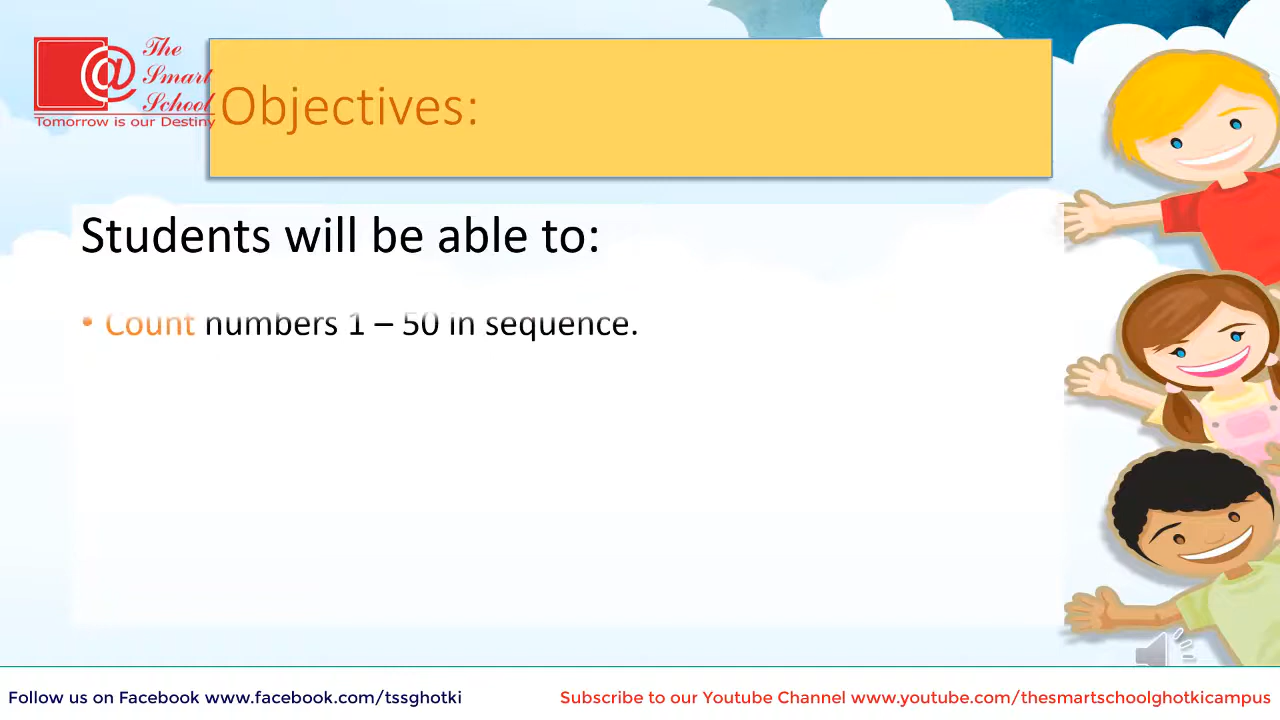 The
Smart
School
Tomorrow is our Destiny
Objectives:
Students will be able to:
• Count numbers 1 – 50 in sequence.
Follow us on Facebook www.facebook.com/tssghotki
Subscribe to our Youtube Channel www.youtube.com/thesmartschoolghotkicampus